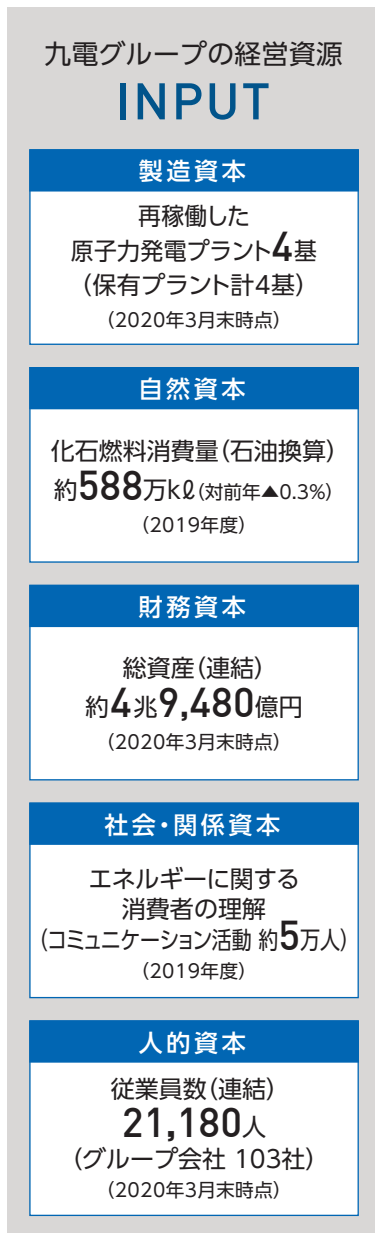 九電グループの経営資源
INPUT
製造資本
再稼働した
原子力発電プラント4基
(保有プラント計4基)
(2020年3月末時点)
自然資本
化石燃料消費量(石油換算)
約588万kℓ(対前年▲0.3%)
(2019年度)
財務資本
総資産(連結)
約4兆9,480億円
(2020年3月末時点)
社会・関係資本
エネルギーに関する
消費者の理解
(コミュニケーション活動 約5万人)
(2019年度)
人的資本
従業員数(連結)
21,180人
(グループ会社 103社)
(2020年3月末時点)